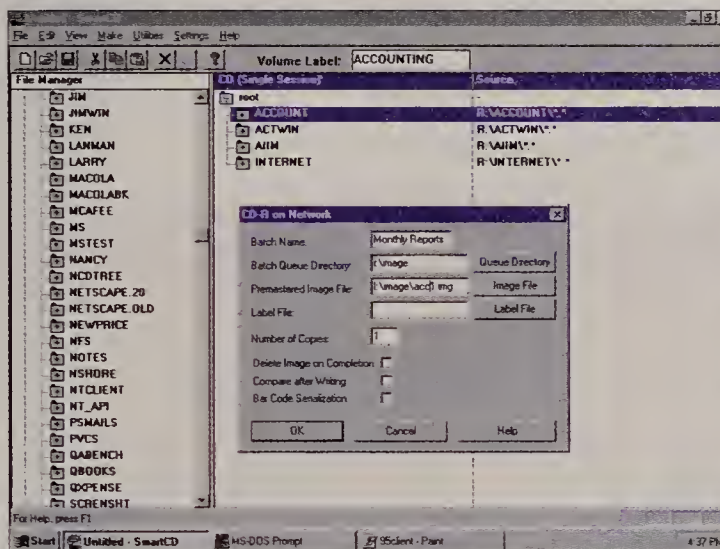 File Edit View Make Utilities Settings Help
Volume Label: ACCOUNTING
File Manager
CD (Single Session)
Source
JIM
JIMWIN
KEN
LANMAN
LARRY
MACOLA
MACOLABK
MCAFEE
MS
MSTEST
NANCY
NCDTREE
NETSCAPE.20
NETSCAPE.OLD
NEWPRICE
NFS
NOTES
NSHORE
NTCLIENT
NT_API
PSMAILS
PVCS
QABENCH
QBOOKS
QXPENSE
SCRENSHT
root
ACCOUNT R:\ACCOUNT\*.*
ACTWIN R:\ACTWIN\*.*
AIIM R:\AIIM\*.*
INTERNET R:\INTERNET\*.*
CD-R on Network
Batch Name: Monthly Reports
Batch Queue Directory Queue Directory
Premastered Image File Image File
Label File: Label File
Number of Copies: 1
Delete Image on Completion
Compare after Writing
Bar Code Serialization
OK Cancel Help
For Help, press F1
Start Untitled - SmartCD MS-DOS Prompt 95client - Paint 4:37 PM